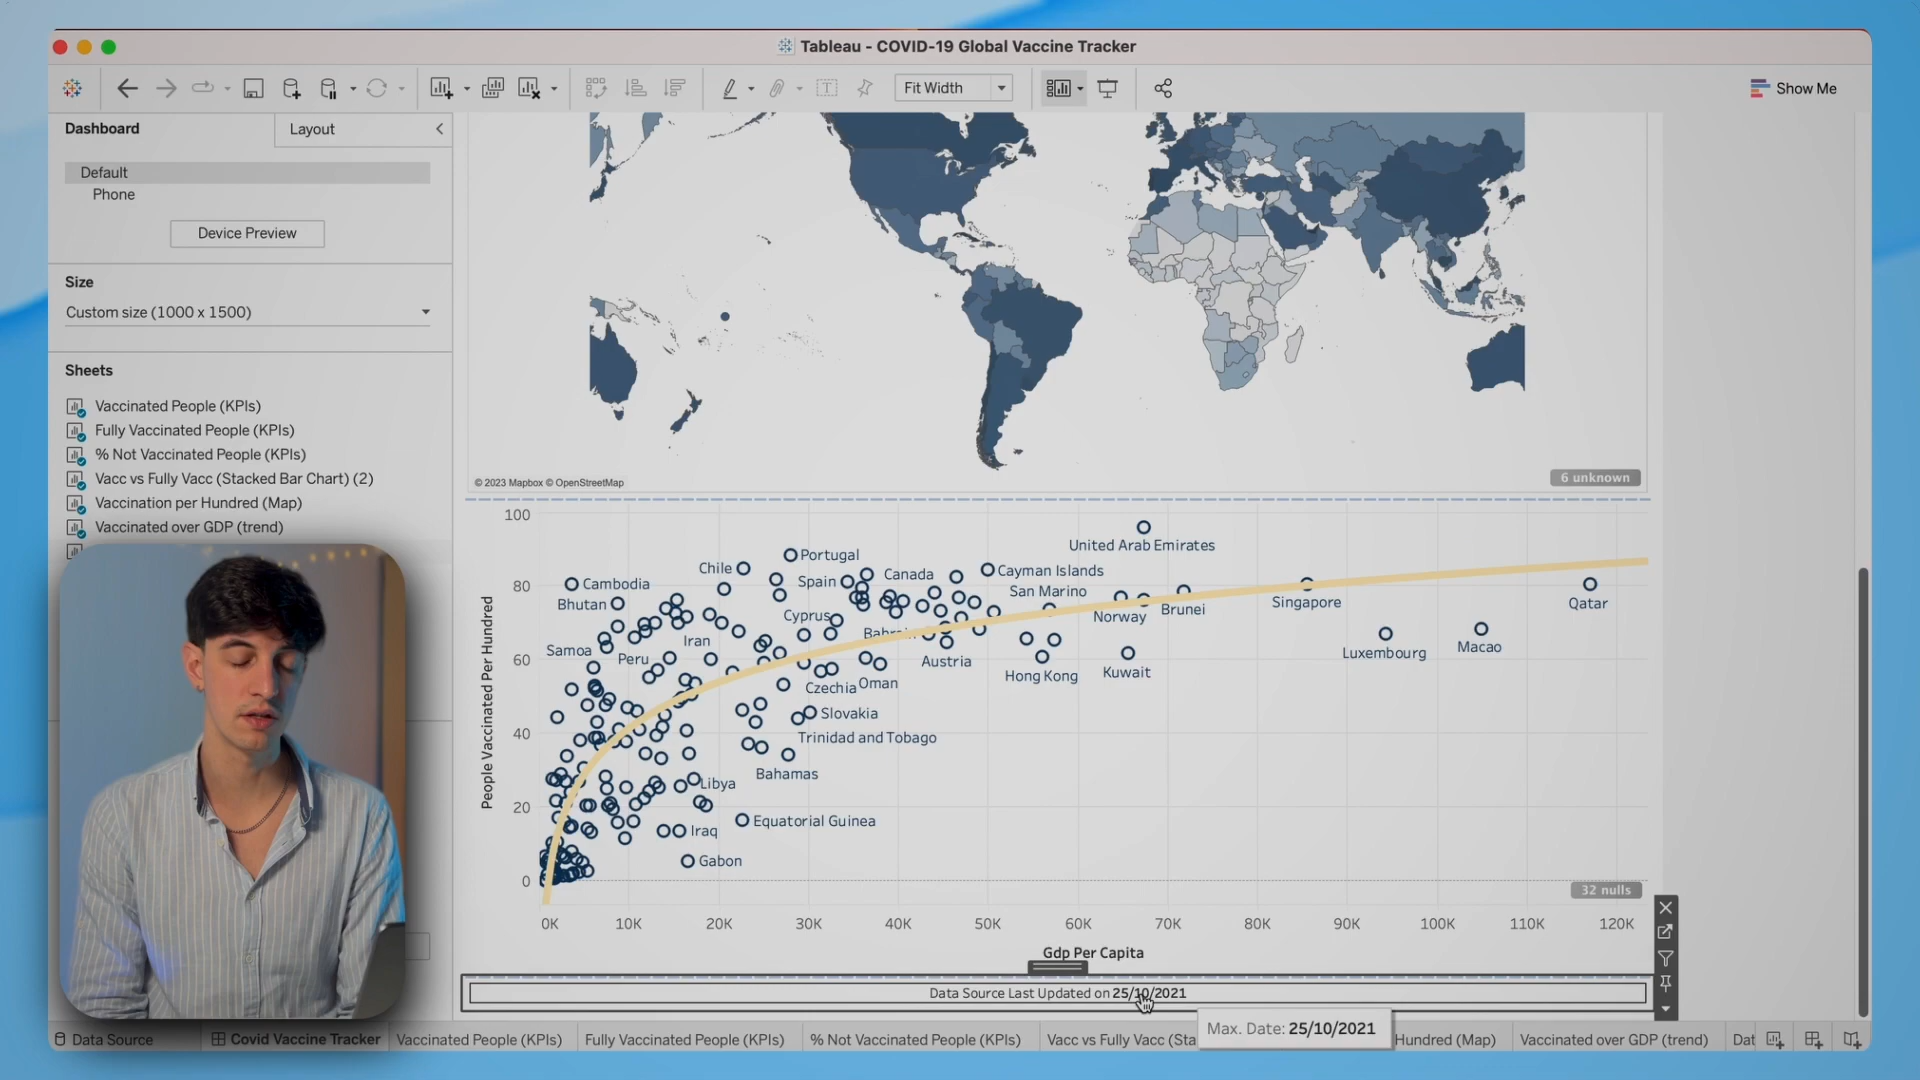 Tableau - COVID-19 Global Vaccine Tracker
Fit Width
Show Me
Dashboard
Layout
Default
Phone
Device Preview
Size
Custom size (1000 x 1500)
Sheets
Vaccinated People (KPIs)
Fully Vaccinated People (KPIs)
% Not Vaccinated People (KPIs)
Vacc vs Fully Vacc (Stacked Bar Chart) (2)
Vaccination per Hundred (Map)
Vaccinated over GDP (trend)
© 2023 Mapbox © OpenStreetMap
6 unknown
People Vaccinated Per Hundred
100
80
60
40
20
0
United Arab Emirates
Portugal
Chile
Spain
Canada
Cayman Islands
Cambodia
San Marino
Bhutan
Singapore
Qatar
Norway
Brunei
Cyprus
Iran
Bahrain
Samoa
Peru
Austria
Luxembourg
Macao
Hong Kong
Kuwait
Czechia
Oman
Slovakia
Trinidad and Tobago
Bahamas
Libya
Equatorial Guinea
Iraq
Gabon
32 nulls
0K
10K
20K
30K
40K
50K
60K
70K
80K
90K
100K
110K
120K
Gdp Per Capita
Data Source Last Updated on 25/10/2021
Max. Date: 25/10/2021
Data Source
Covid Vaccine Tracker
Vaccinated People (KPIs)
Fully Vaccinated People (KPIs)
% Not Vaccinated People (KPIs)
Vacc vs Fully Vacc (Sta
Hundred (Map)
Vaccinated over GDP (trend)
Dat